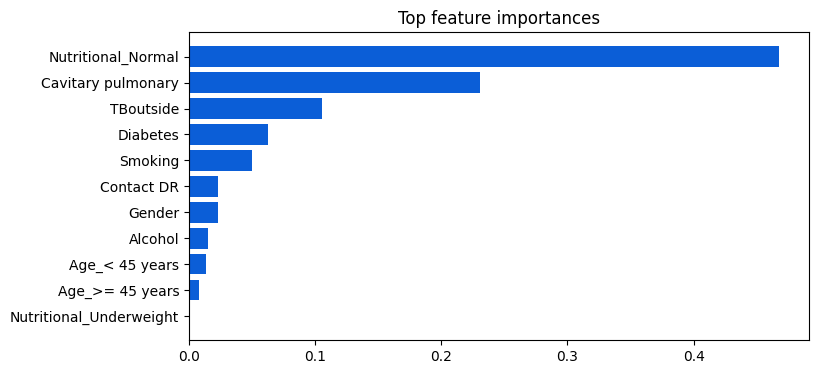 Top feature importances
Nutritional_Normal
Cavitary pulmonary
TBoutside
Diabetes
Smoking
Contact DR
Gender
Alcohol
Age_< 45 years
Age_>= 45 years
Nutritional_Underweight
0.0 0.1 0.2 0.3 0.4